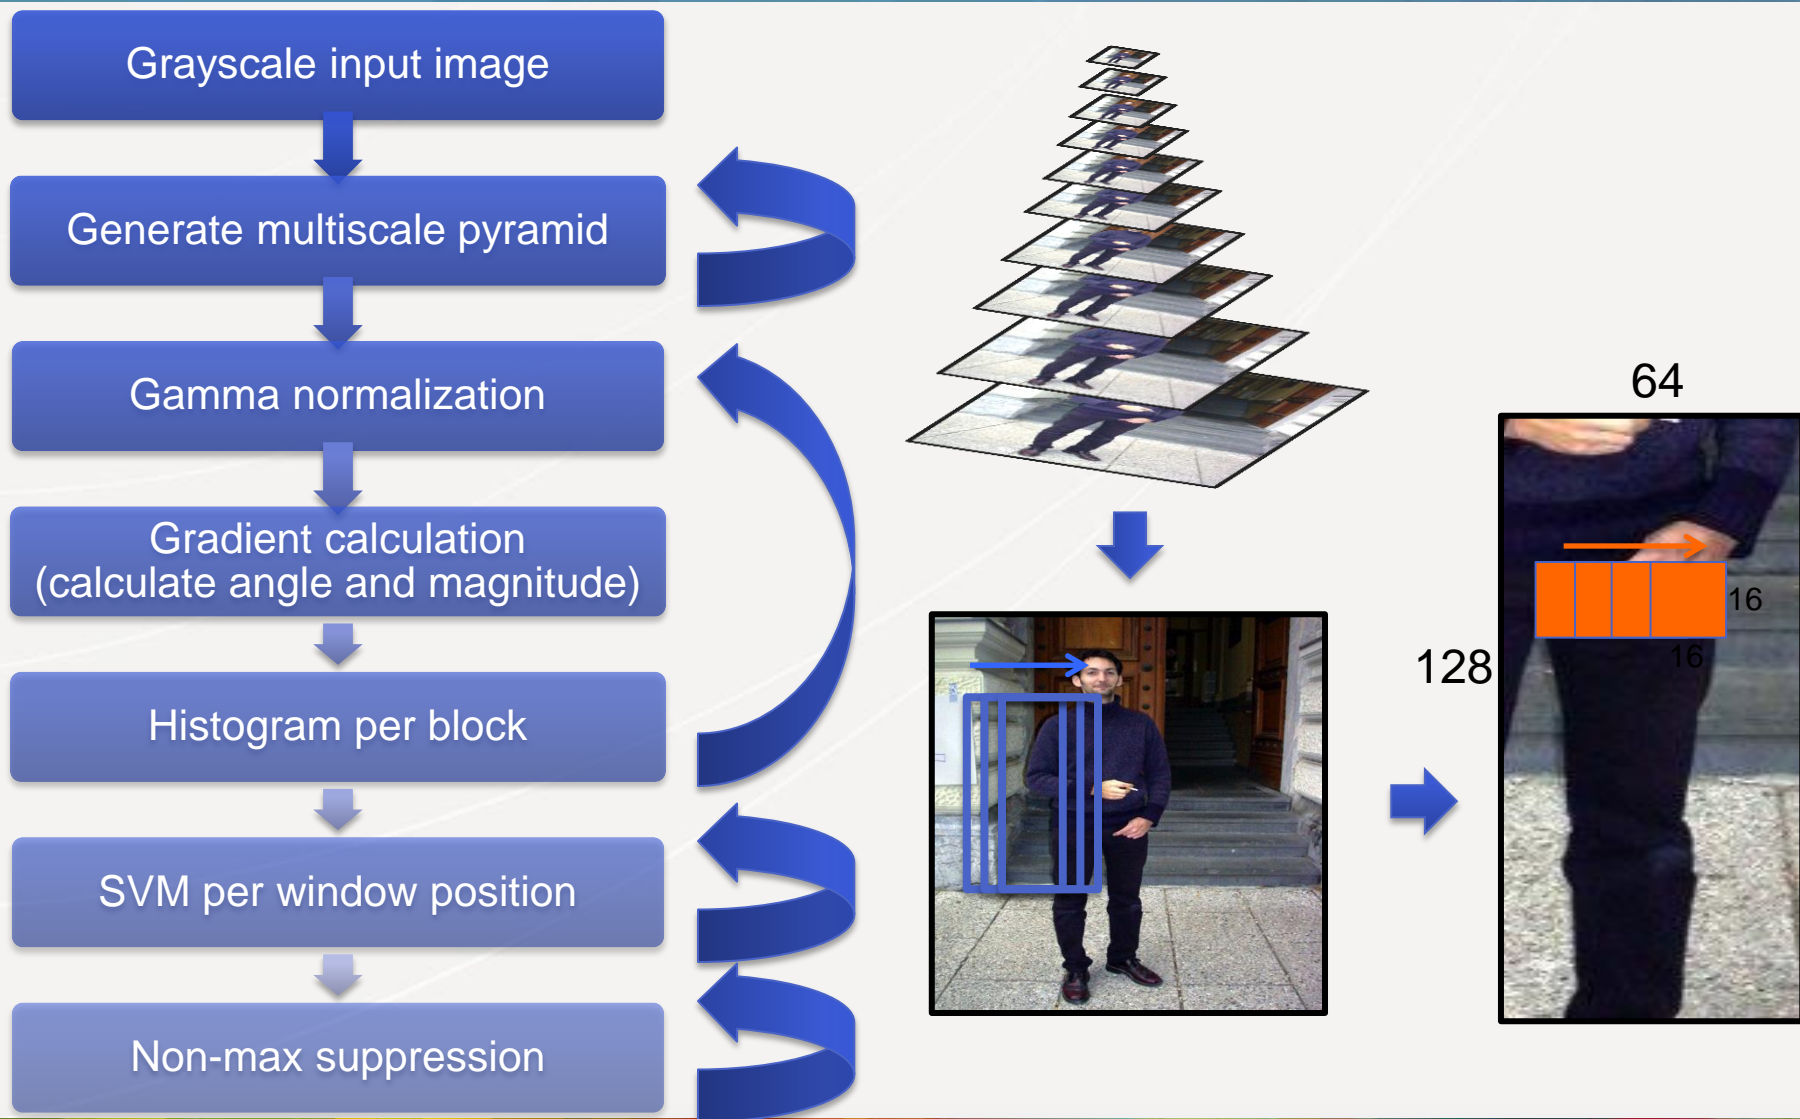 Grayscale input image
Generate multiscale pyramid
Gamma normalization
Gradient calculation
(calculate angle and magnitude)
Histogram per block
SVM per window position
Non-max suppression
64
128
16
16